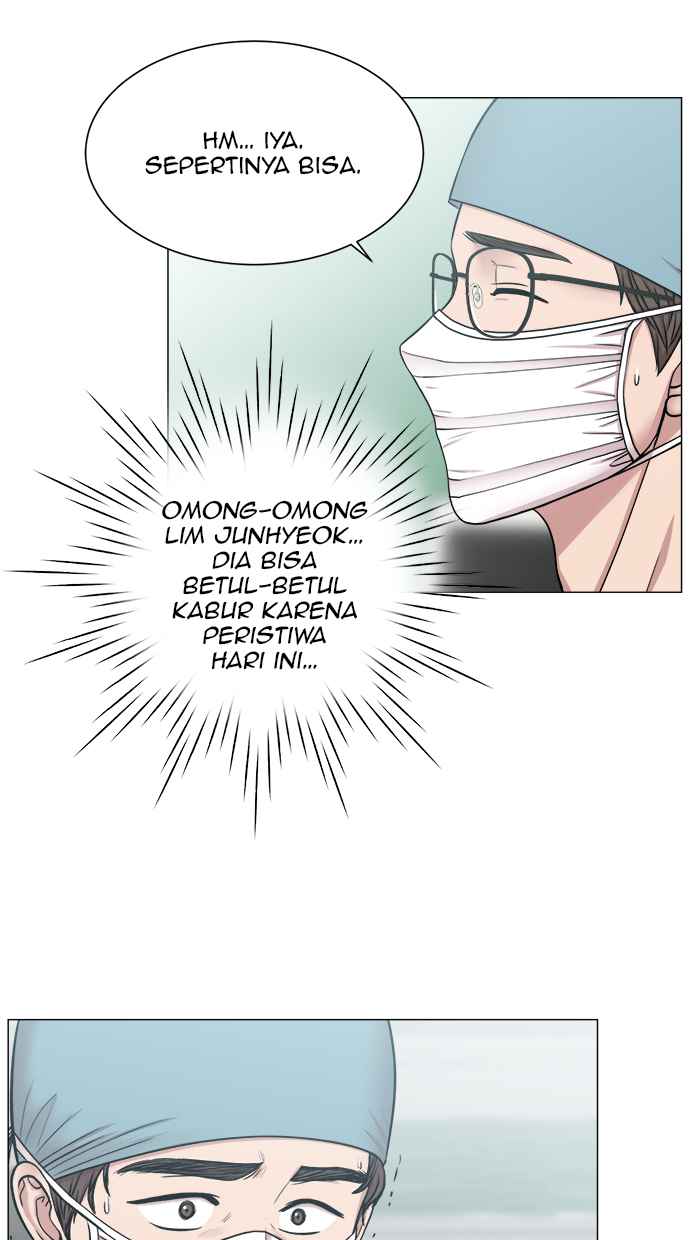 HM... IYA.
SEPERTINYA BISA.
OMONG-OMONG
LIM JUNHYEOK...
DIA BISA
BETUL-BETUL
KABUR KARENA
PERISTIWA
HARI INI...